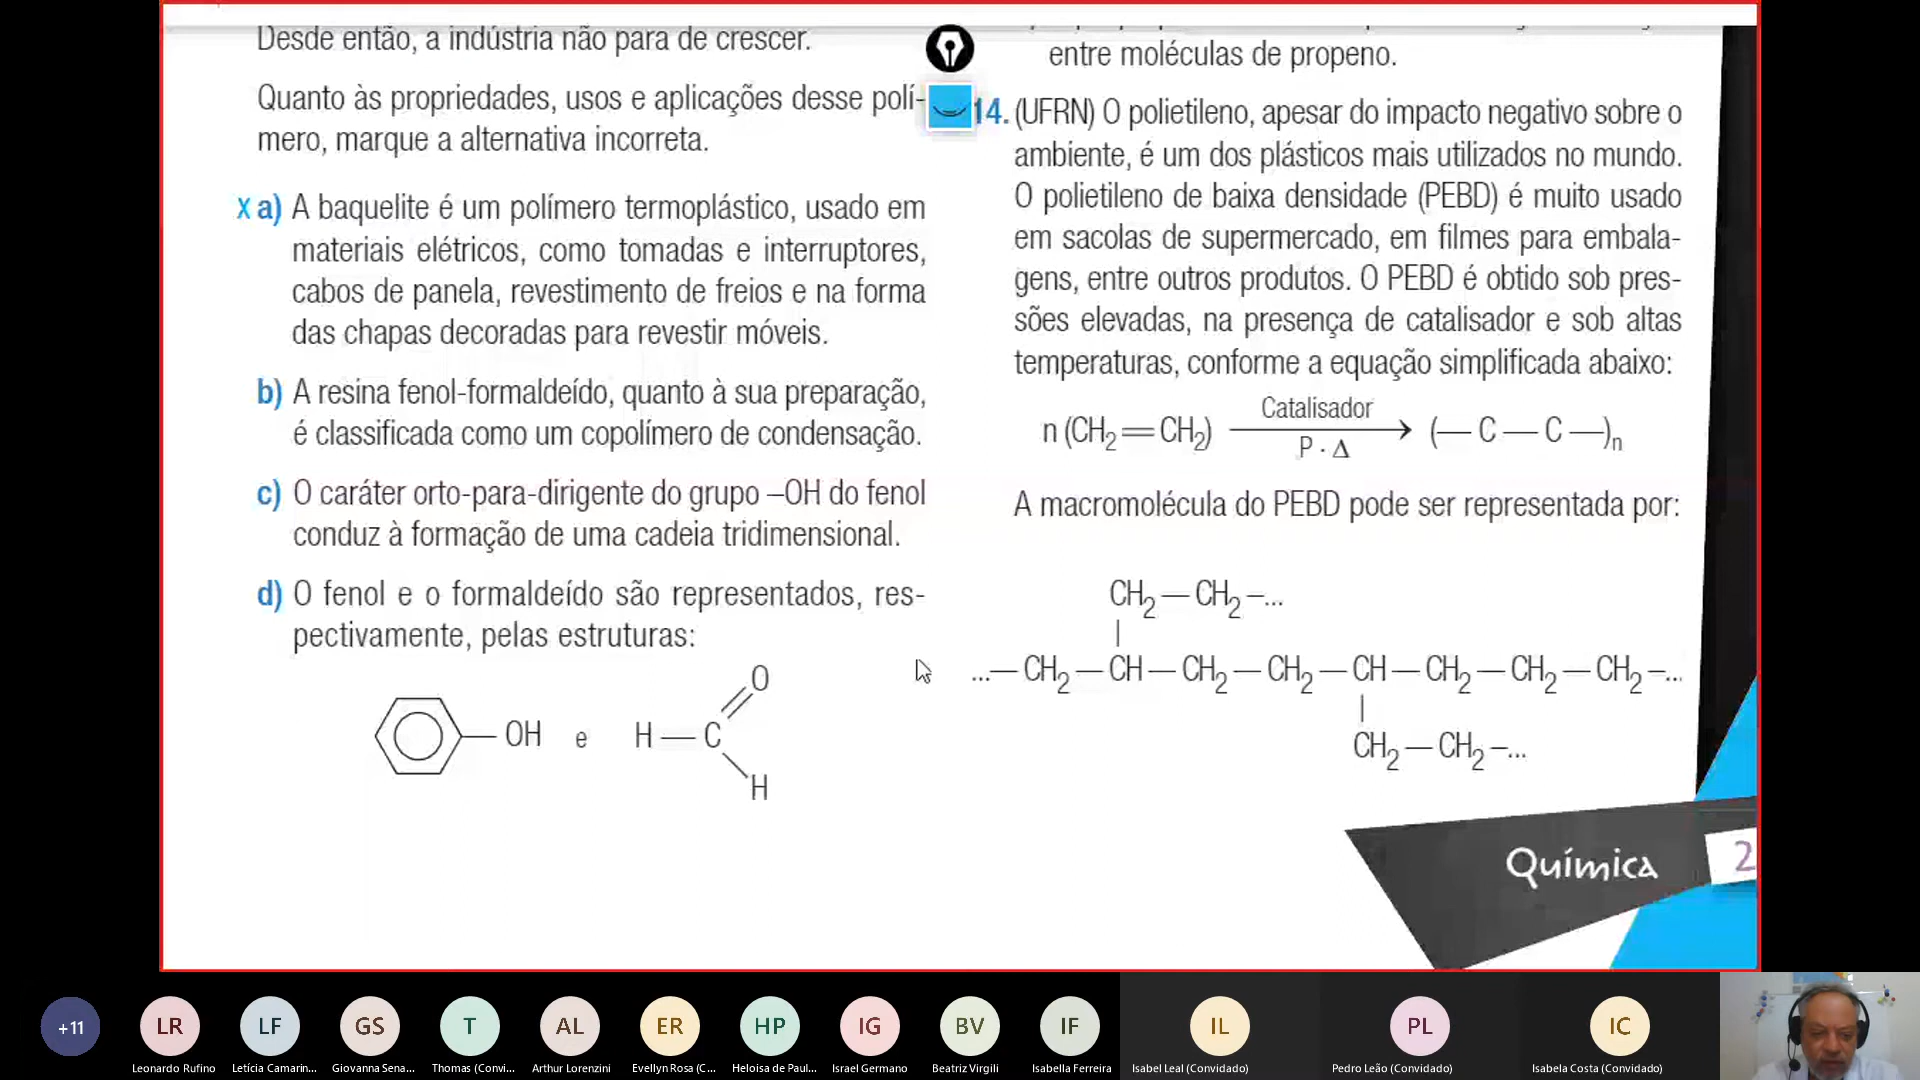 Desde então, a indústria não para de crescer.
Quanto às propriedades, usos e aplicações desse polí-
mero, marque a alternativa incorreta.
x a) A baquelite é um polímero termoplástico, usado em
materiais elétricos, como tomadas e interruptores,
cabos de panela, revestimento de freios e na forma
das chapas decoradas para revestir móveis.
b) A resina fenol-formaldeído, quanto à sua preparação,
é classificada como um copolímero de condensação.
c) O caráter orto-para-dirigente do grupo –OH do fenol
conduz à formação de uma cadeia tridimensional.
d) O fenol e o formaldeído são representados, res-
pectivamente, pelas estruturas:
O
OH e H — C
H
entre moléculas de propeno.
14. (UFRN) O polietileno, apesar do impacto negativo sobre o
ambiente, é um dos plásticos mais utilizados no mundo.
O polietileno de baixa densidade (PEBD) é muito usado
em sacolas de supermercado, em filmes para embala-
gens, entre outros produtos. O PEBD é obtido sob pres-
sões elevadas, na presença de catalisador e sob altas
temperaturas, conforme a equação simplificada abaixo:
Catalisador
n (CH2 = CH2) → (— C — C —)n
P · Δ
A macromolécula do PEBD pode ser representada por:
CH2 — CH2 –...
|
...— CH2 — CH — CH2 — CH2 — CH — CH2 — CH2 — CH2 –...
|
CH2 — CH2 –...
Química 2
+11 LR LF GS T AL ER HP IG BV IF IL PL IC
Leonardo Rufino Letícia Camarin... Giovanna Sena... Thomas (Convi... Arthur Lorenzini Evellyn Rosa (C... Heloisa de Paul... Israel Germano Beatriz Virgili Isabella Ferreira Isabel Leal (Convidado) Pedro Leão (Convidado) Isabela Costa (Convidado)